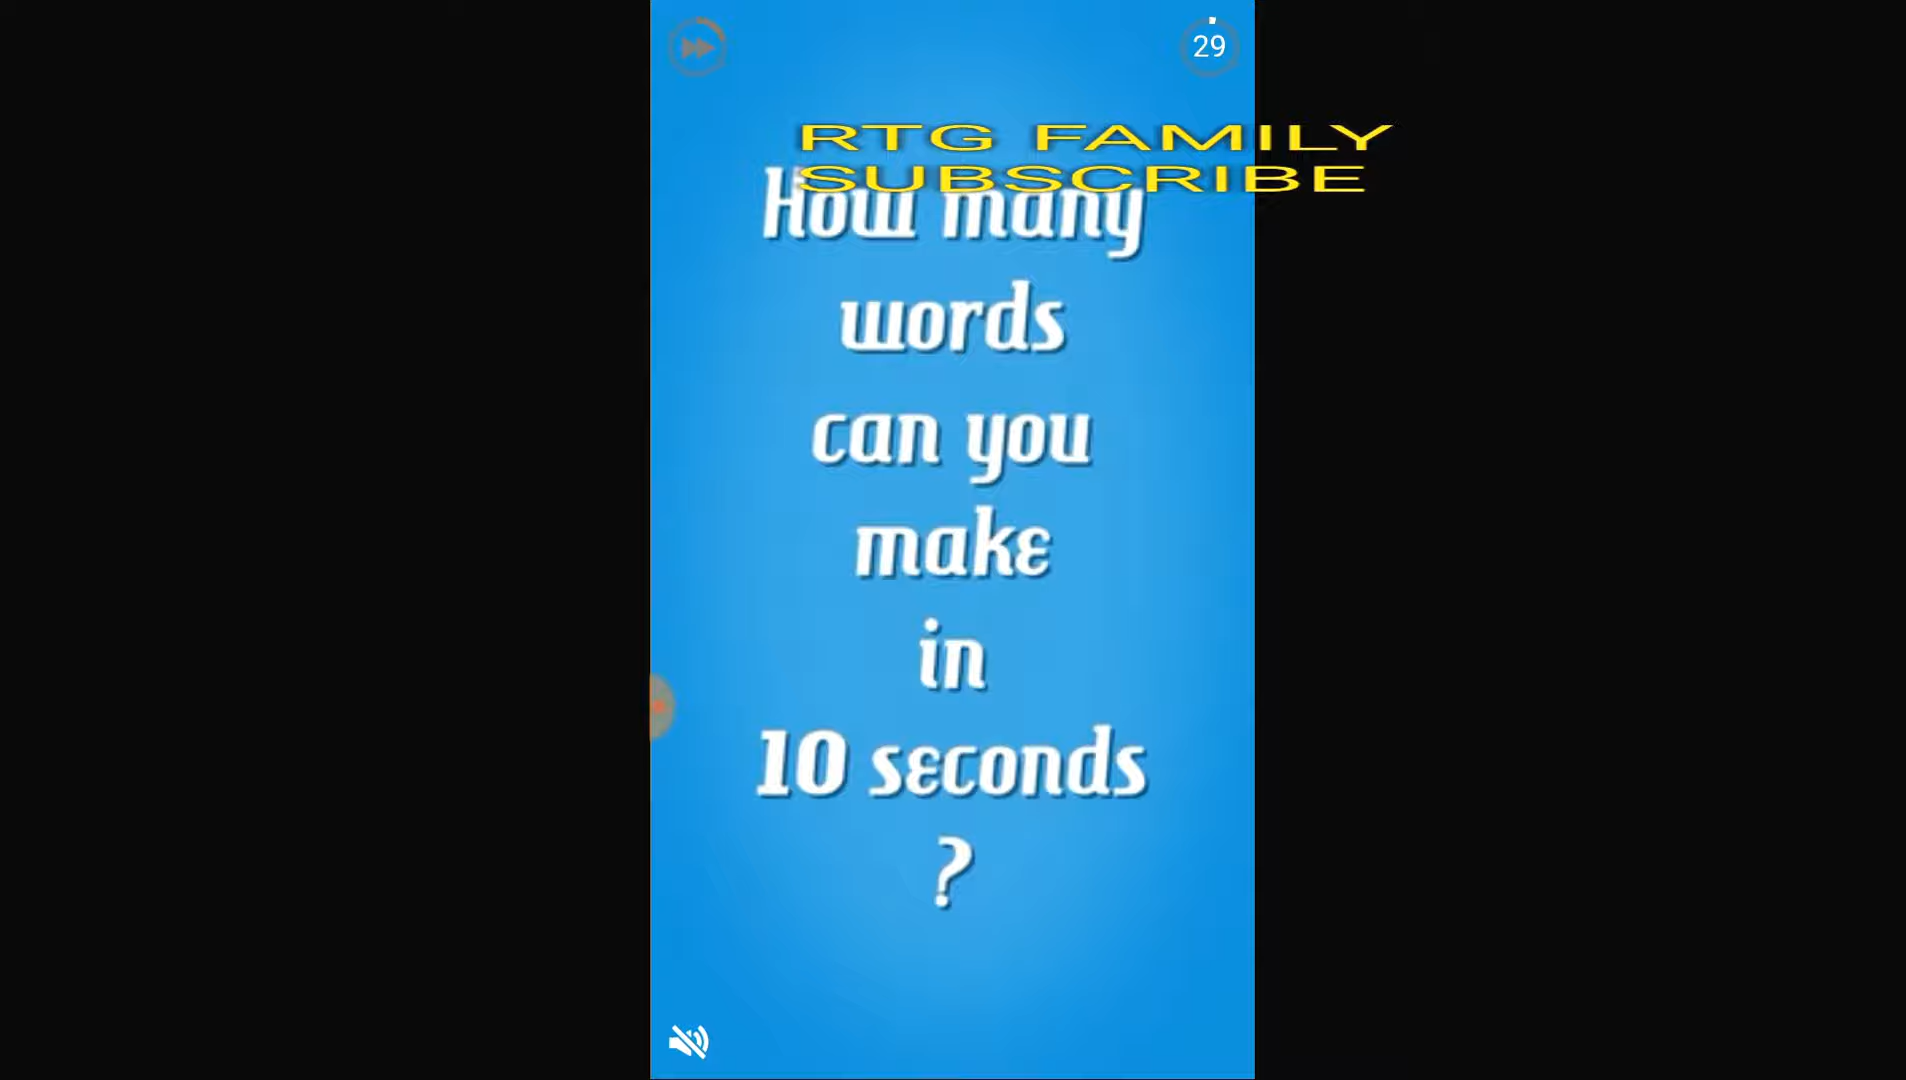 29
RTG FAMILY
SUBSCRIBE
How many
words
can you
make
in
10 seconds
?